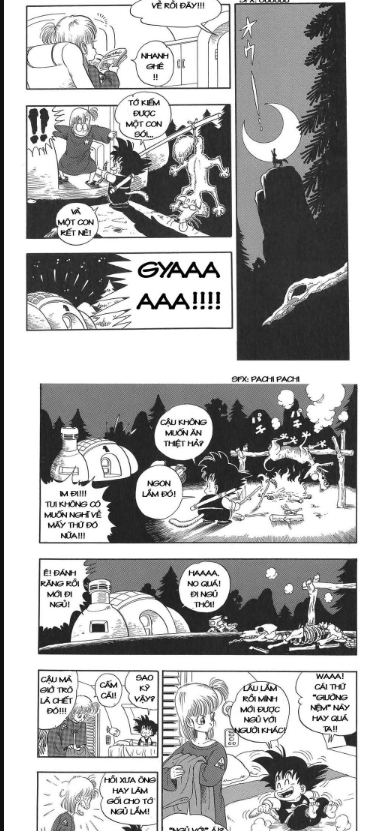 VỀ RỒI ĐÂY!!!
NHANH
GHÊ
!!
TỚ KIẾM
ĐƯỢC
MỘT CON
SÓI...
VÀ
MỘT CON
RẾT NÈ!
GYAAA
AAA!!!!
SFX: PACHI PACHI
CẬU KHÔNG
MUỐN ĂN
THIỆT HẢ?
NGON
LẮM ĐÓ!
IM ĐI!!!
TUI KHÔNG CÓ
MUỐN NGHĨ VỀ
MẤY THỨ ĐÓ
NỮA!!!
Ê! ĐÁNH
RĂNG RỒI
MỚI ĐI
NGỦ!
HAAAA,
NO QUÁ!
ĐI NGỦ
THÔI!
CẬU MÀ
GIỞ TRÒ
LÀ CHẾT
ĐÓ!!!
CẤM
CÃI!
SAO
KỲ
VẬY?
HỒI XƯA ÔNG
HAY LÀM
GỐI CHO TỚ
NGỦ LẮM!
WAAA!
CÁI THỨ
"GIƯỜNG
NỆM" NÀY
HAY QUÁ
TA!!
LÂU LẮM
RỒI MÌNH
MỚI ĐƯỢC
NGỦ VỚI
NGƯỜI KHÁC!